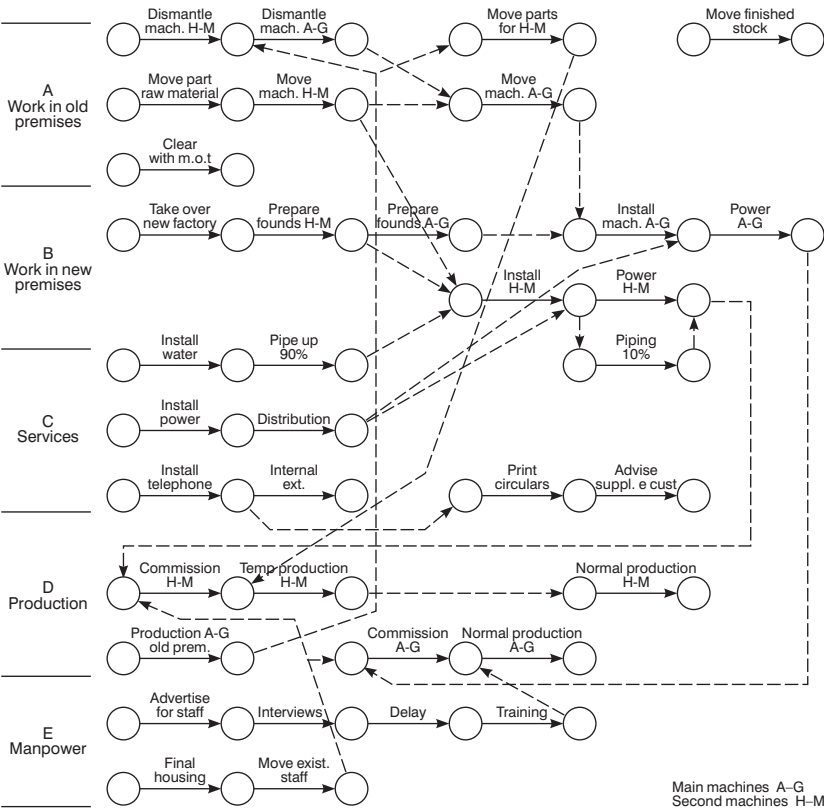 Dismantle
mach. H-M
Dismantle
mach. A-G
Move parts
for H-M
Move finished
stock
A
Work in old
premises
Move part
raw material
Move
mach. H-M
Move
mach. A-G
Clear
with m.o.t
B
Work in new
premises
Take over
new factory
Prepare
founds H-M
Prepare
founds A-G
Install
mach. A-G
Power
A-G
Install
H-M
Power
H-M
Install
water
Pipe up
90%
Piping
10%
C
Services
Install
power
Distribution
Install
telephone
Internal
ext.
Print
circulars
Advise
suppl. e cust
D
Production
Commission
H-M
Temp production
H-M
Normal production
H-M
Production A-G
old prem.
Commission
A-G
Normal production
A-G
E
Manpower
Advertise
for staff
Interviews
Delay
Training
Final
housing
Move exist.
staff
Main machines A–G
Second machines H–M